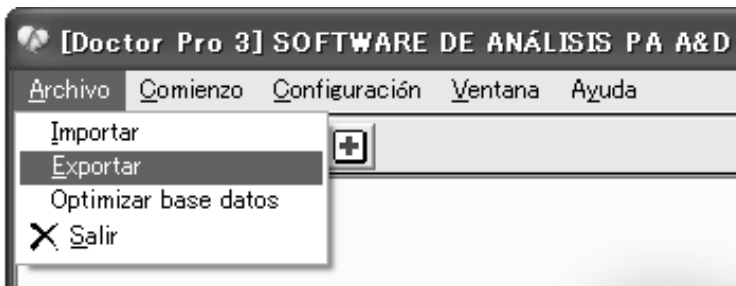 [Doctor Pro 3] SOFTWARE DE ANÁLISIS PA A&D
Archivo Comienzo Configuración Ventana Ayuda
Importar
Exportar
Optimizar base datos
Salir